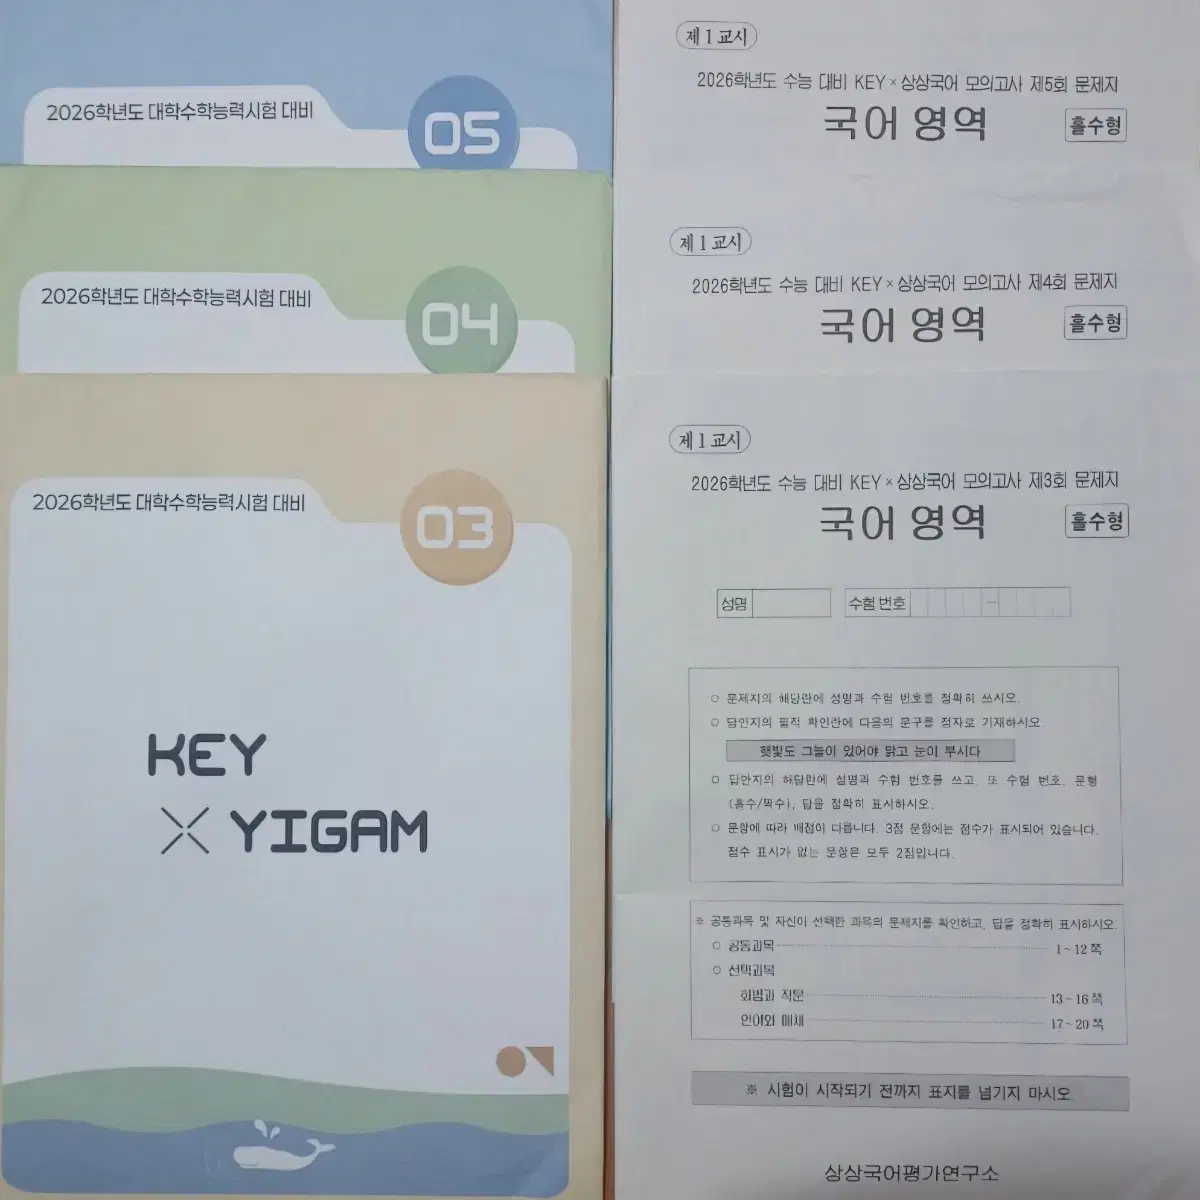 2026학년도 대학수학능력시험 대비
05
2026학년도 대학수학능력시험 대비
04
2026학년도 대학수학능력시험 대비
03
KEY
× YIGAM
제 1 교시
2026학년도 수능 대비 KEY × 상상국어 모의고사 제5회 문제지
국어 영역
홀수형
제 1 교시
2026학년도 수능 대비 KEY × 상상국어 모의고사 제4회 문제지
국어 영역
홀수형
제 1 교시
2026학년도 수능 대비 KEY × 상상국어 모의고사 제3회 문제지
국어 영역
홀수형
성명
수험 번호
–
○ 문제지의 해당란에 성명과 수험 번호를 정확히 쓰시오.
○ 답안지의 필적 확인란에 다음의 문구를 정자로 기재하시오.
햇빛도 그늘이 있어야 맑고 눈이 부시다
○ 답안지의 해당란에 성명과 수험 번호를 쓰고, 또 수험 번호, 문형
(홀수/짝수), 답을 정확히 표시하시오.
○ 문항에 따라 배점이 다릅니다. 3점 문항에는 점수가 표시되어 있습니다.
점수 표시가 없는 문항은 모두 2점입니다.
※ 공통과목 및 자신이 선택한 과목의 문제지를 확인하고, 답을 정확히 표시하시오.
○ 공통과목 1~12쪽
○ 선택과목
화법과 작문 13~16쪽
언어와 매체 17~20쪽
※ 시험이 시작되기 전까지 표지를 넘기지 마시오.
상상국어평가연구소